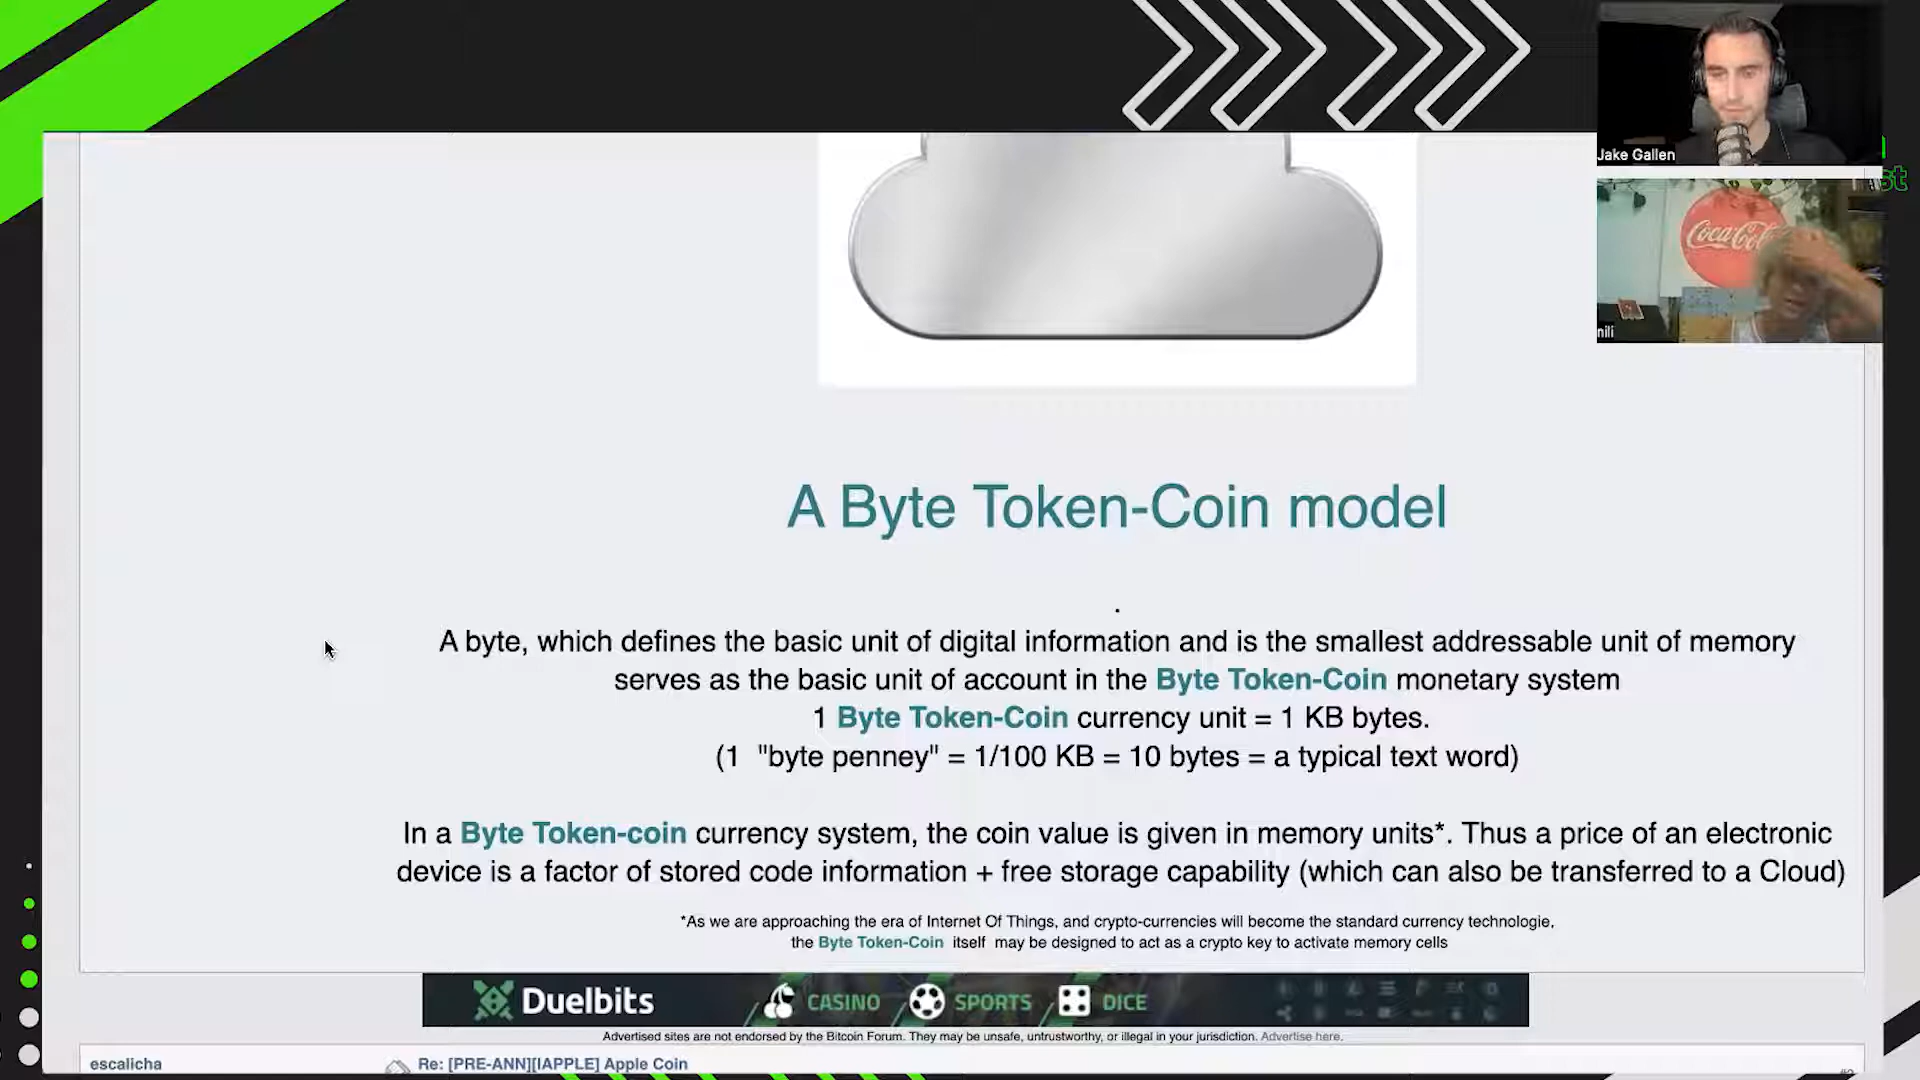 Jake Gallen
st
Coca-Col
nili
A Byte Token-Coin model
.
A byte, which defines the basic unit of digital information and is the smallest addressable unit of memory
serves as the basic unit of account in the Byte Token-Coin monetary system
1 Byte Token-Coin currency unit = 1 KB bytes.
(1 "byte penney" = 1/100 KB = 10 bytes = a typical text word)
In a Byte Token-coin currency system, the coin value is given in memory units*. Thus a price of an electronic
device is a factor of stored code information + free storage capability (which can also be transferred to a Cloud)
*As we are approaching the era of Internet Of Things, and crypto-currencies will become the standard currency technologie,
the Byte Token-Coin itself may be designed to act as a crypto key to activate memory cells
Duelbits CASINO SPORTS DICE
Advertised sites are not endorsed by the Bitcoin Forum. They may be unsafe, untrustworthy, or illegal in your jurisdiction. Advertise here.
escalicha Re: [PRE-ANN][IAPPLE] Apple Coin